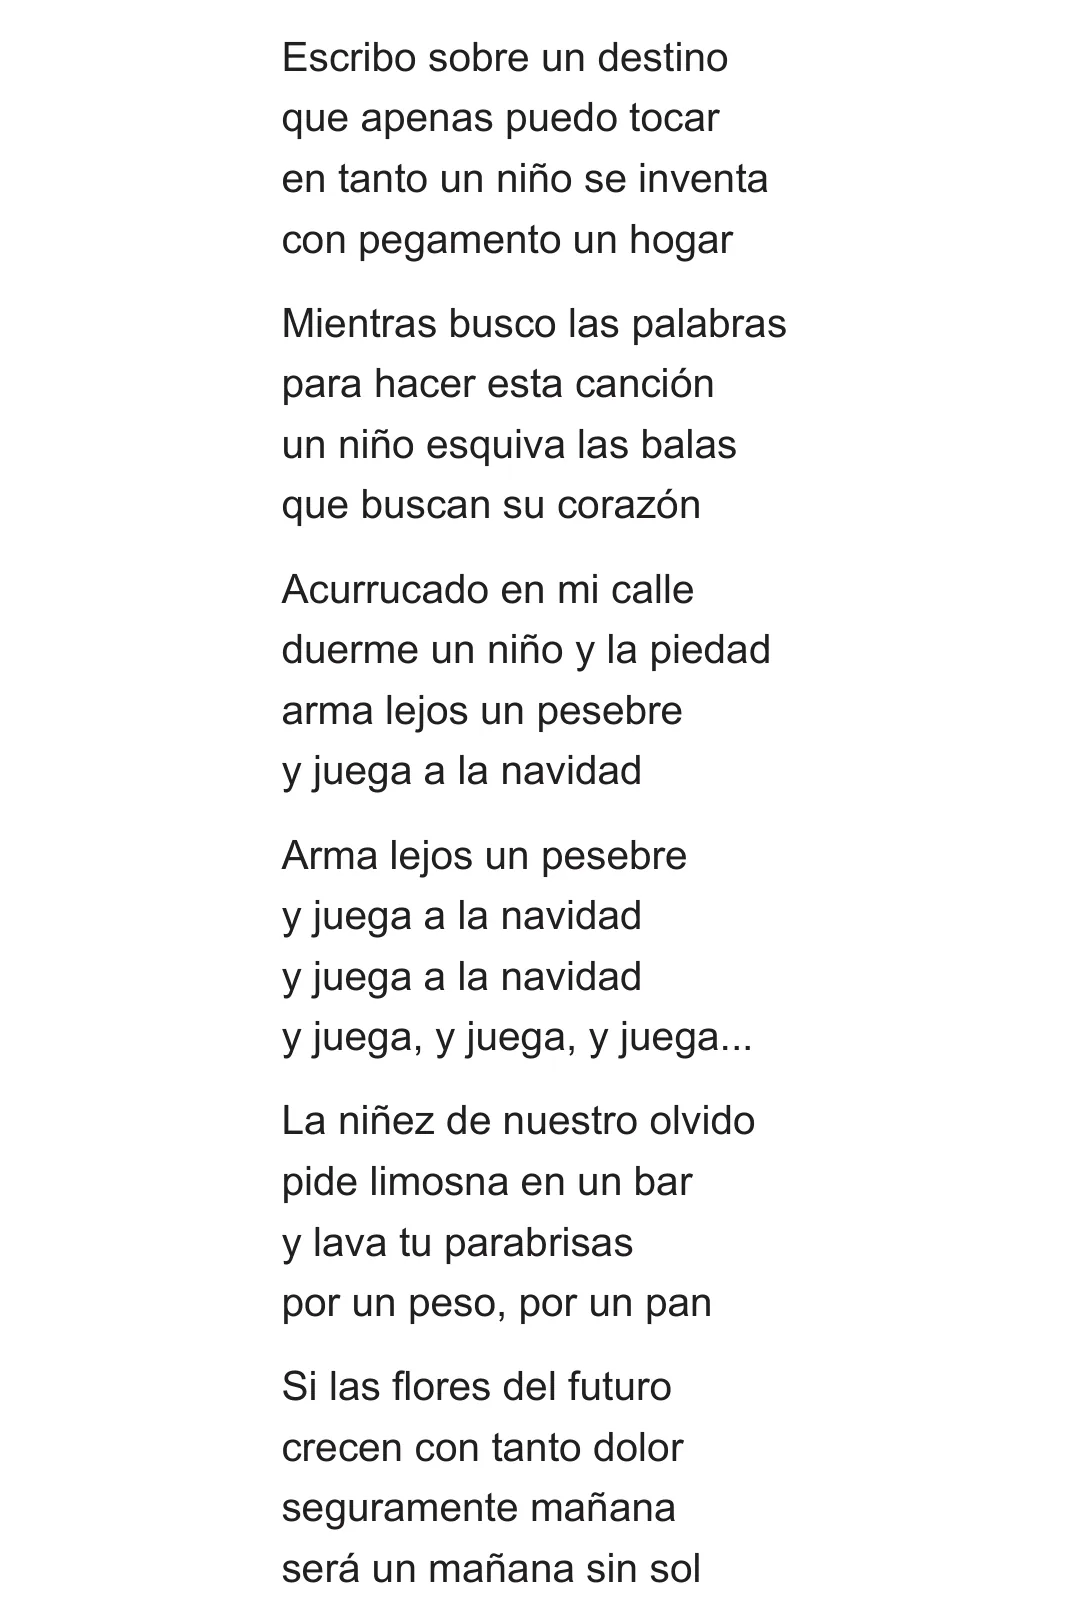 Escribo sobre un destino
que apenas puedo tocar
en tanto un niño se inventa
con pegamento un hogar
Mientras busco las palabras
para hacer esta canción
un niño esquiva las balas
que buscan su corazón
Acurrucado en mi calle
duerme un niño y la piedad
arma lejos un pesebre
y juega a la navidad
Arma lejos un pesebre
y juega a la navidad
y juega a la navidad
y juega, y juega, y juega...
La niñez de nuestro olvido
pide limosna en un bar
y lava tu parabrisas
por un peso, por un pan
Si las flores del futuro
crecen con tanto dolor
seguramente mañana
será un mañana sin sol